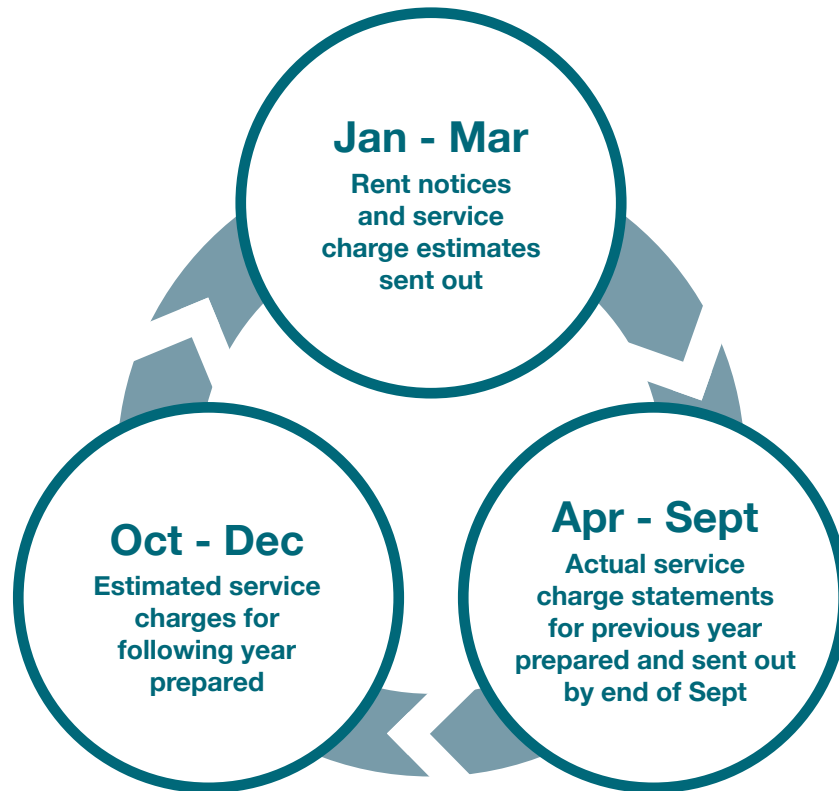 Jan - Mar
Rent notices
and service
charge estimates
sent out
Oct - Dec
Estimated service
charges for
following year
prepared
Apr - Sept
Actual service
charge statements
for previous year
prepared and sent out
by end of Sept